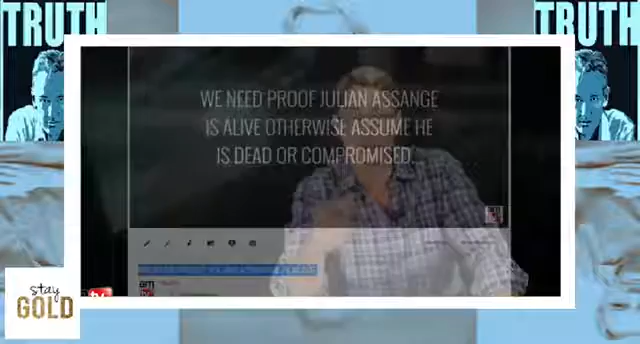 TRUTH
TRUTH
WE NEED PROOF JULIAN ASSANGE
IS ALIVE OTHERWISE ASSUME HE
IS DEAD OR COMPROMISED.
stay
GOLD